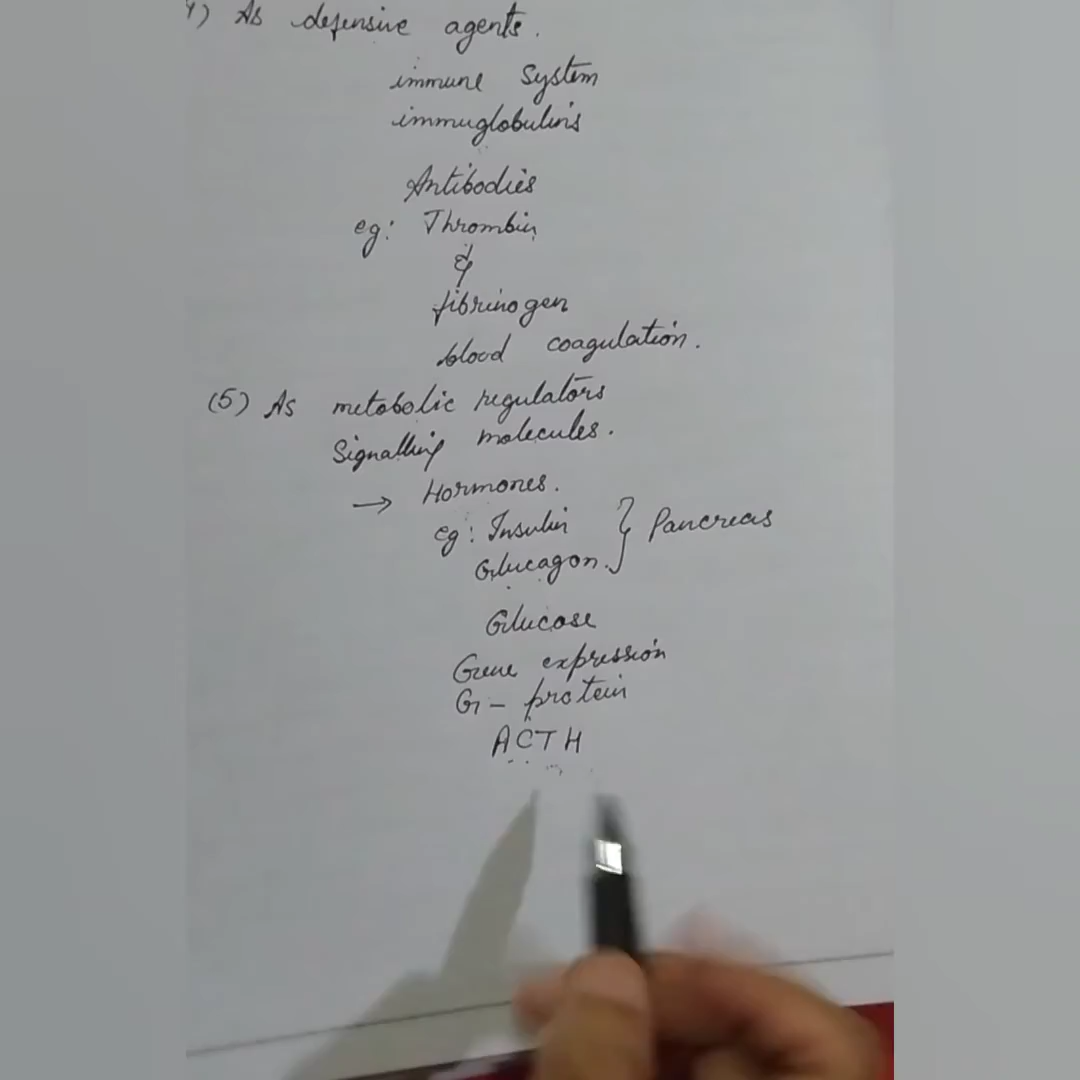 4) As defensive agents.
immune system
immuglobulins
Antibodies
eg: Thrombin
&
fibrinogen
blood coagulation.
(5) As metobolic regulators
Signalling molecules.
→ Hormones.
eg: Insulin } Pancreas
Glucagon.
Glucose
Gene expression
G- protein
ACTH